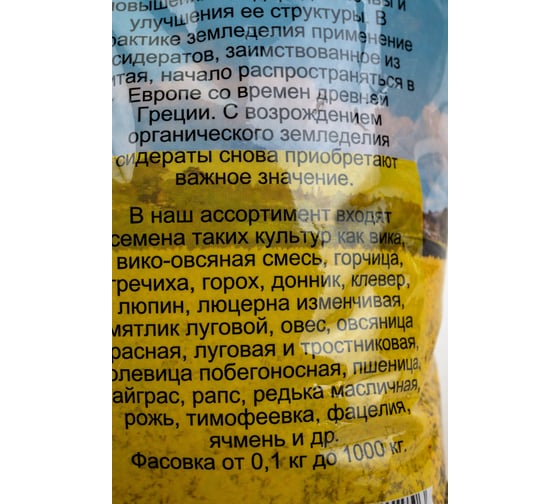 улучшения ее структуры. В
практике земледелия применение
сидератов, заимствованное из
Китая, начало распространяться в
Европе со времен древней
Греции. С возрождением
органического земледелия
сидераты снова приобретают
важное значение.
В наш ассортимент входят
семена таких культур как вика,
вико-овсяная смесь, горчица,
гречиха, горох, донник, клевер,
люпин, люцерна изменчивая,
мятлик луговой, овес, овсяница
красная, луговая и тростниковая,
полевица побегоносная, пшеница,
райграс, рапс, редька масличная,
рожь, тимофеевка, фацелия,
ячмень и др.
Фасовка от 0,1 кг до 1000 кг.